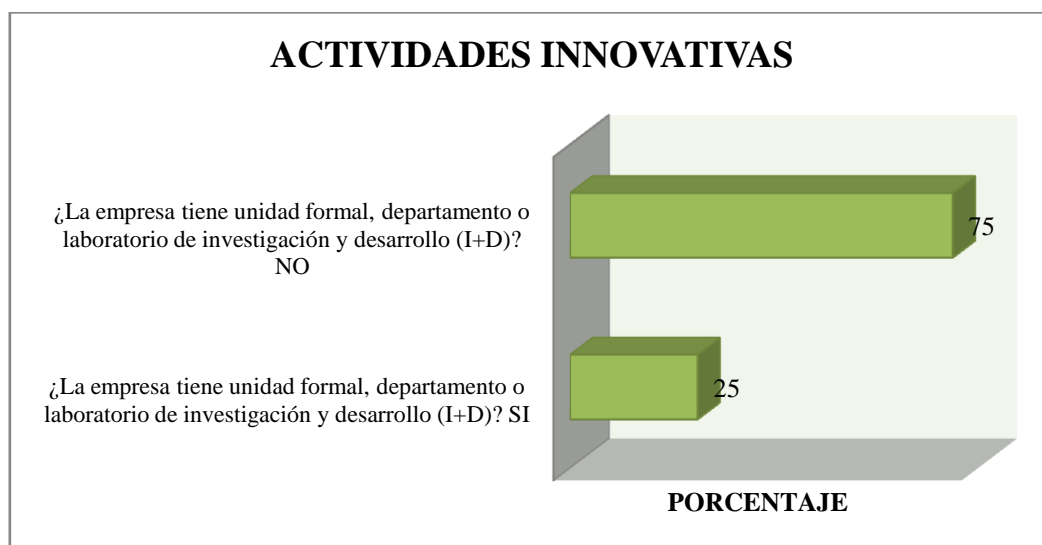 ACTIVIDADES INNOVATIVAS
¿La empresa tiene unidad formal, departamento o
laboratorio de investigación y desarrollo (I+D)?
NO
75
¿La empresa tiene unidad formal, departamento o
laboratorio de investigación y desarrollo (I+D)? SI
25
PORCENTAJE